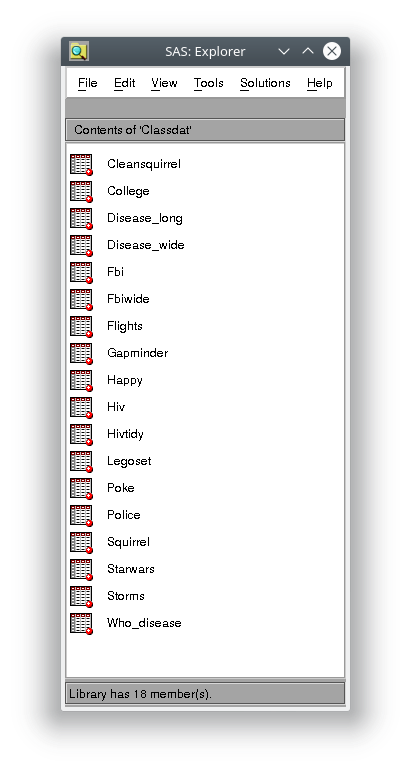 SAS: Explorer
File Edit View Tools Solutions Help
Contents of 'Classdat'
Cleansquirrel
College
Disease_long
Disease_wide
Fbi
Fbiwide
Flights
Gapminder
Happy
Hiv
Hivtidy
Legoset
Poke
Police
Squirrel
Starwars
Storms
Who_disease
Library has 18 member(s).